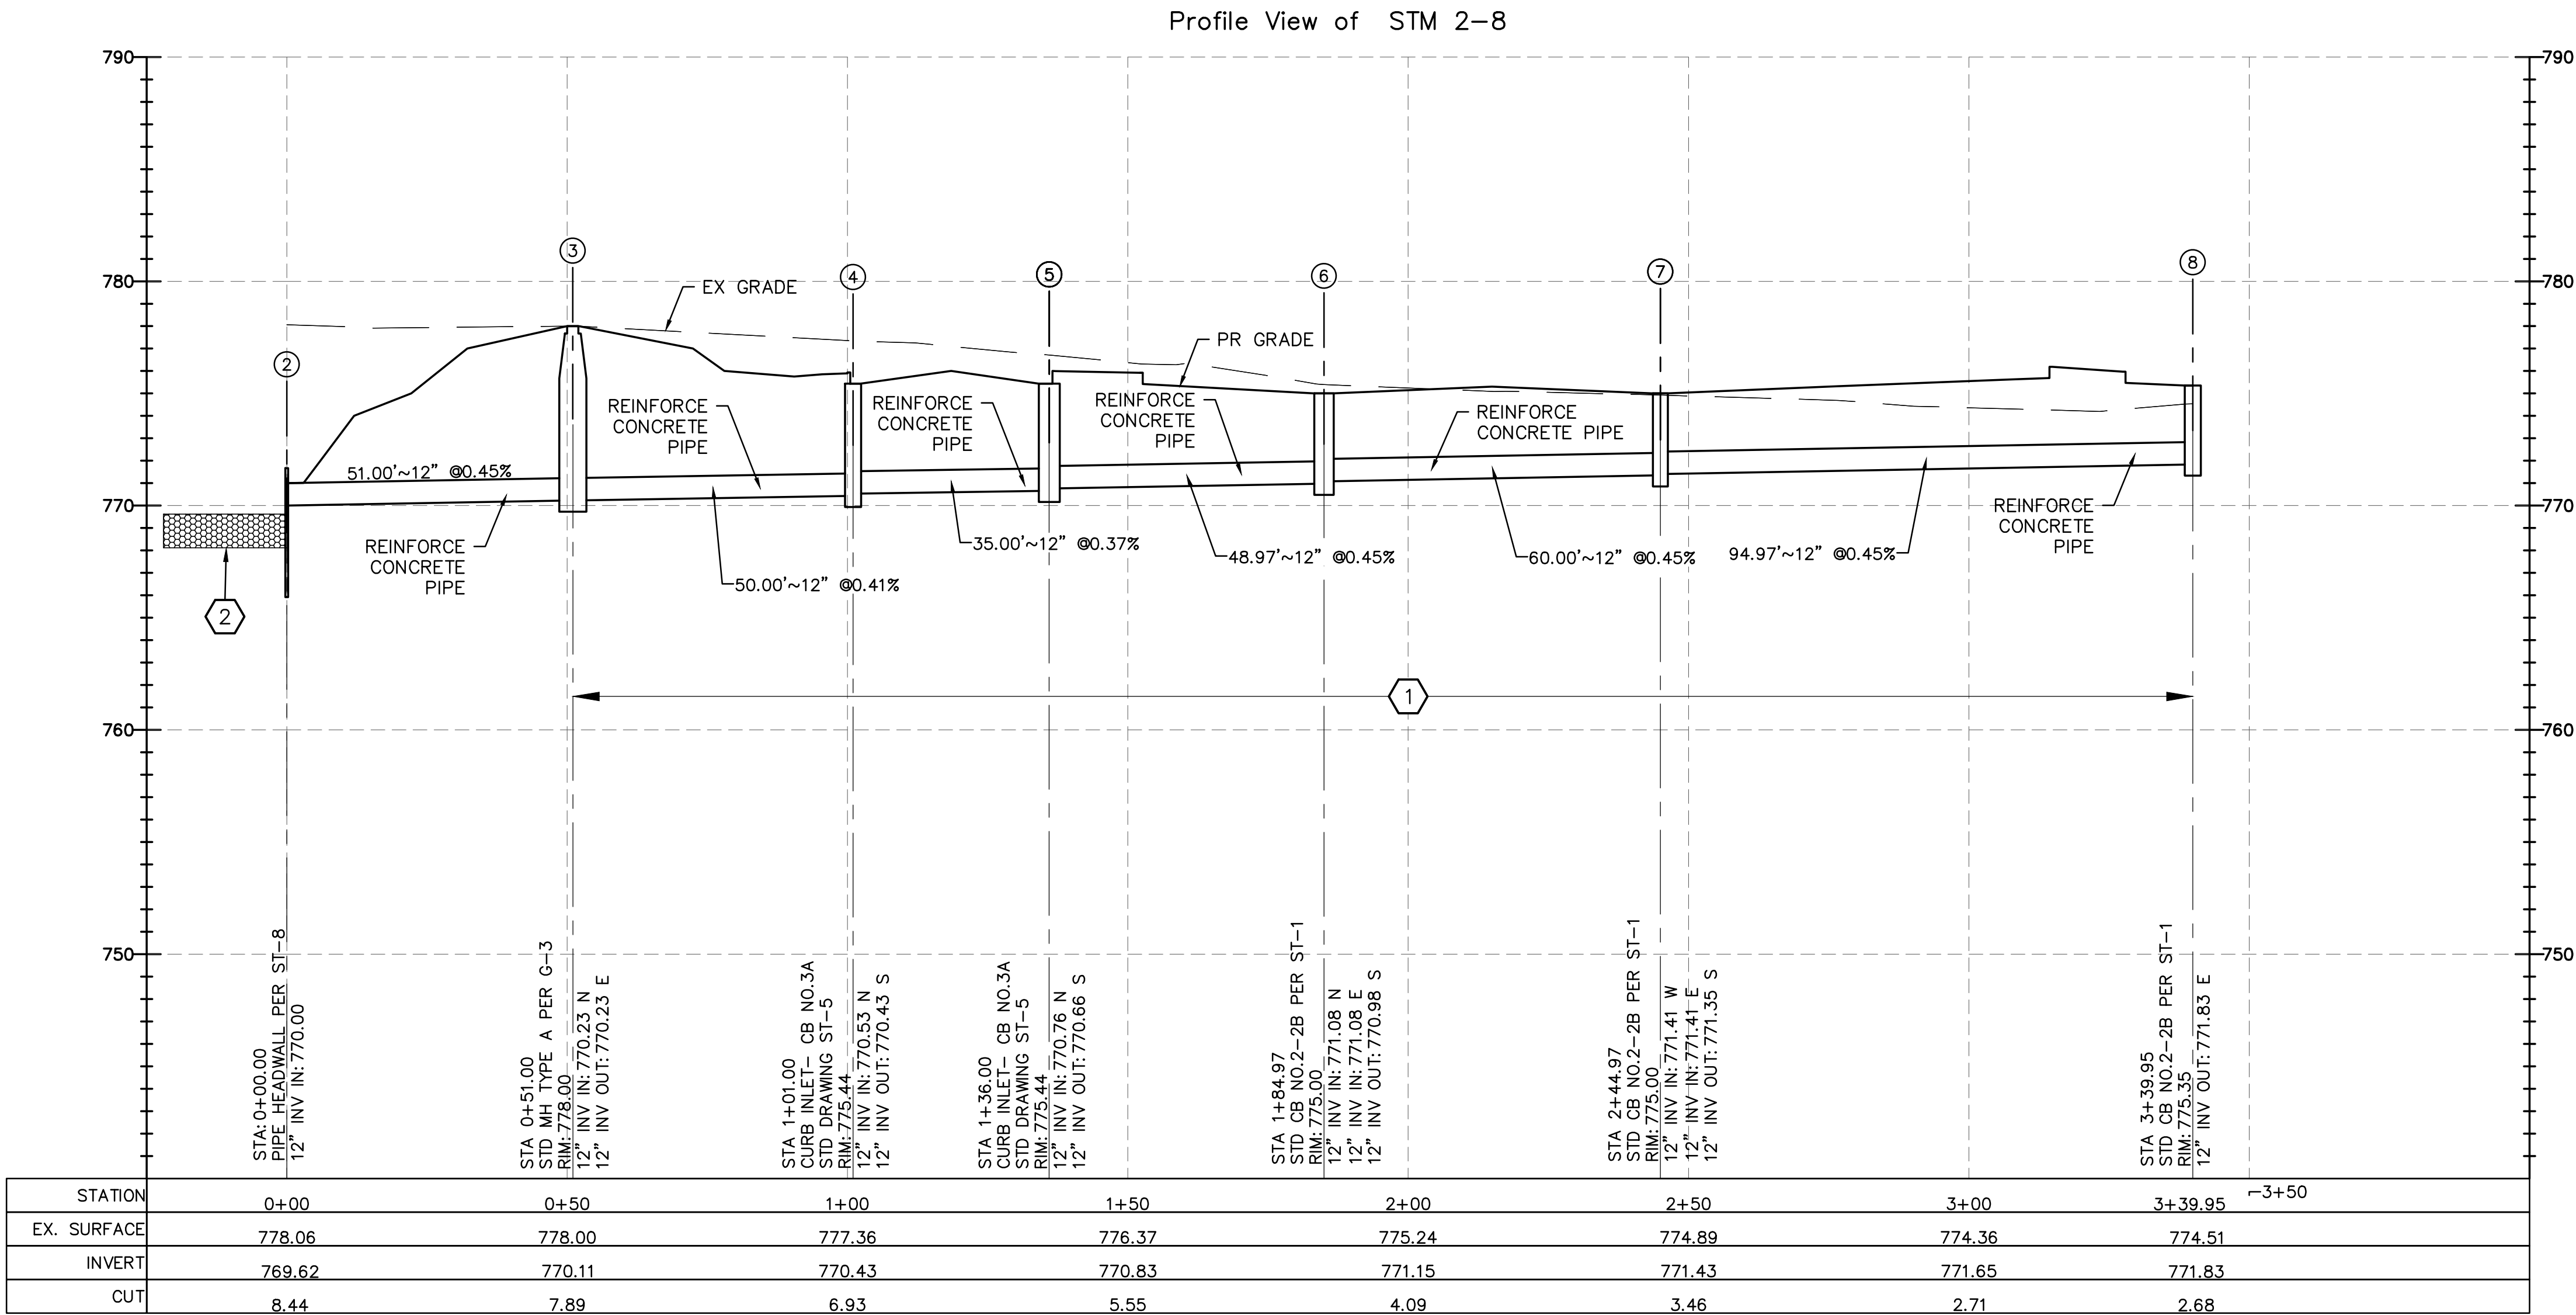 Profile View of STM 2-8
790
790
780
780
770
770
760
760
750
750
2
3
4
5
6
7
8
EX GRADE
PR GRADE
51.00'~12" @0.45%
REINFORCE
CONCRETE
PIPE
REINFORCE
CONCRETE
PIPE
50.00'~12" @0.41%
REINFORCE
CONCRETE
PIPE
35.00'~12" @0.37%
REINFORCE
CONCRETE
PIPE
48.97'~12" @0.45%
REINFORCE
CONCRETE PIPE
60.00'~12" @0.45%
94.97'~12" @0.45%
REINFORCE
CONCRETE
PIPE
2
1
STA: 0+00.00
PIPE HEADWALL PER ST-8
12" INV IN: 770.00
STA 0+51.00
STD MH TYPE A PER G-3
RIM: 778.00
12" INV IN: 770.23 N
12" INV OUT: 770.23 E
STA 1+01.00
CURB INLET- CB NO.3A
STD DRAWING ST-5
RIM: 775.44
12" INV IN: 770.53 N
12" INV OUT: 770.43 S
STA 1+36.00
CURB INLET- CB NO.3A
STD DRAWING ST-5
RIM: 775.44
12" INV IN: 770.76 N
12" INV OUT: 770.66 S
STA 1+84.97
STD CB NO.2-2B PER ST-1
RIM: 775.00
12" INV IN: 771.08 N
12" INV IN: 771.08 E
12" INV OUT: 770.98 S
STA 2+44.97
STD CB NO.2-2B PER ST-1
RIM: 775.00
12" INV IN: 771.41 W
12" INV IN: 771.41 E
12" INV OUT: 771.35 S
STA 3+39.95
STD CB NO.2-2B PER ST-1
RIM: 775.35
12" INV OUT: 771.83 E
STATION 0+00 0+50 1+00 1+50 2+00 2+50 3+00 3+39.95 3+50
EX. SURFACE 778.06 778.00 777.36 776.37 775.24 774.89 774.36 774.51
INVERT 769.62 770.11 770.43 770.83 771.15 771.43 771.65 771.83
CUT 8.44 7.89 6.93 5.55 4.09 3.46 2.71 2.68